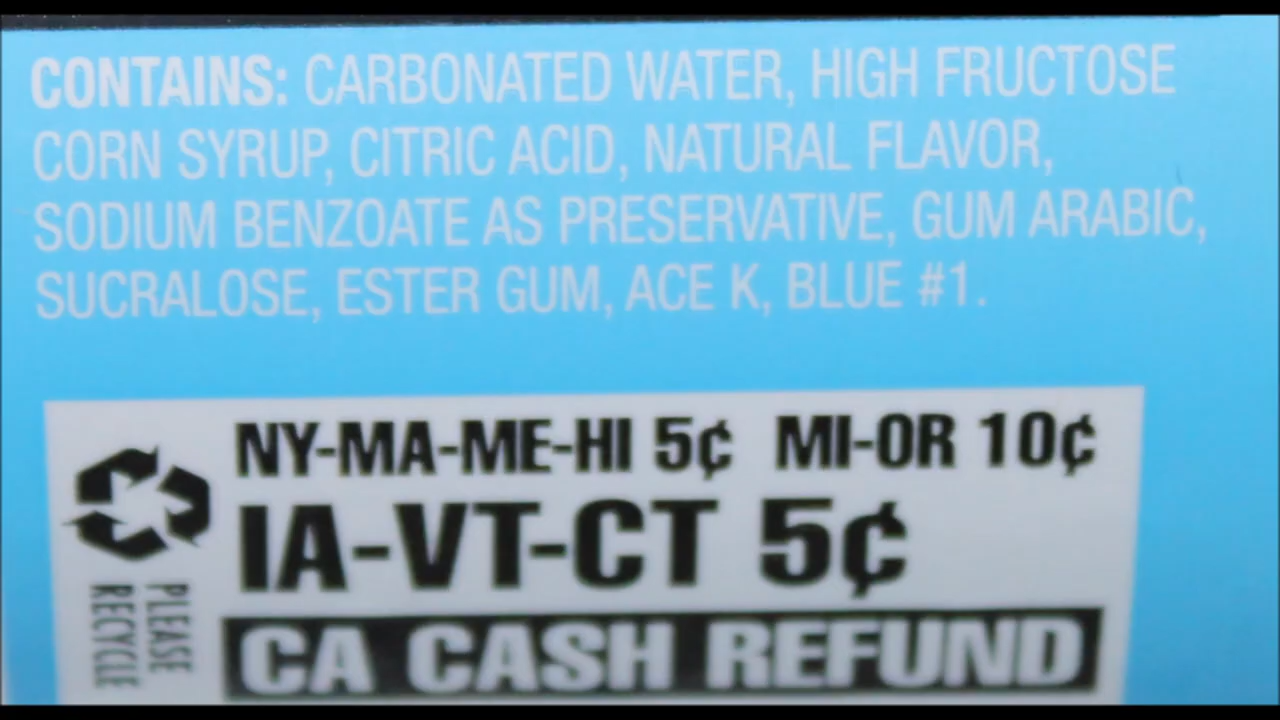 CONTAINS: CARBONATED WATER, HIGH FRUCTOSE
CORN SYRUP, CITRIC ACID, NATURAL FLAVOR,
SODIUM BENZOATE AS PRESERVATIVE, GUM ARABIC,
SUCRALOSE, ESTER GUM, ACE K, BLUE #1.
NY-MA-ME-HI 5¢ MI-OR 10¢
IA-VT-CT 5¢
CA CASH REFUND
PLEASE
RECYCLE